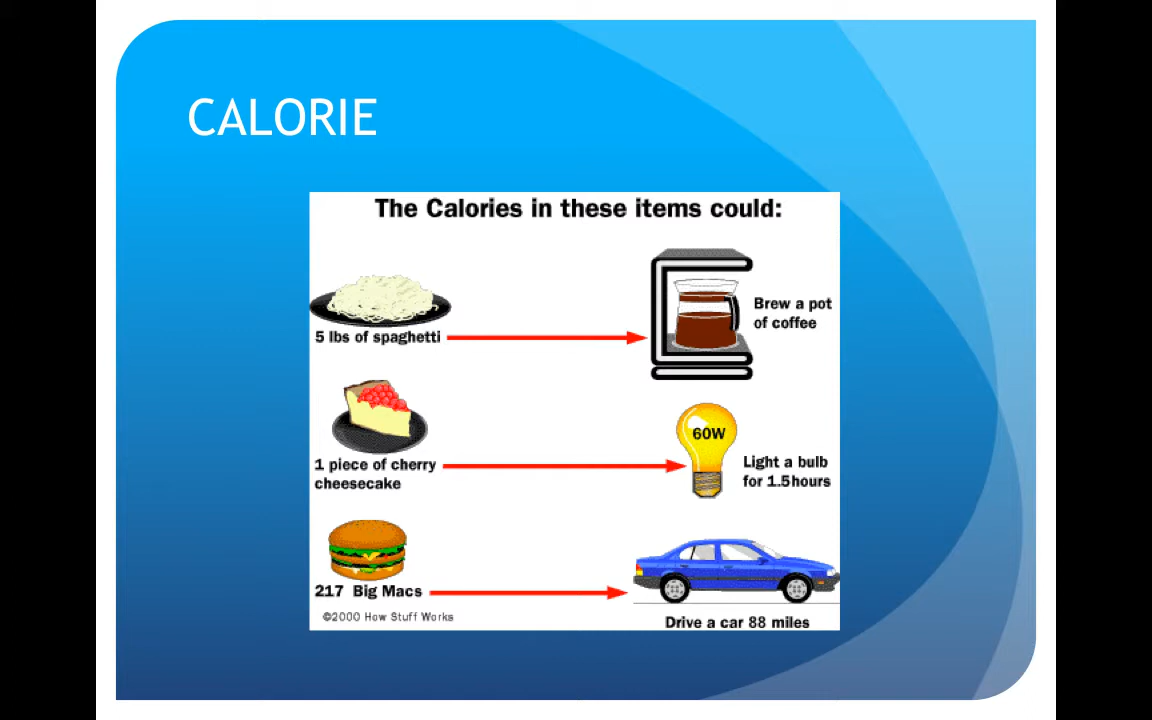 CALORIE
The Calories in these items could:
5 lbs of spaghetti
Brew a pot
of coffee
1 piece of cherry
cheesecake
60W
Light a bulb
for 1.5hours
217 Big Macs
©2000 How Stuff Works
Drive a car 88 miles